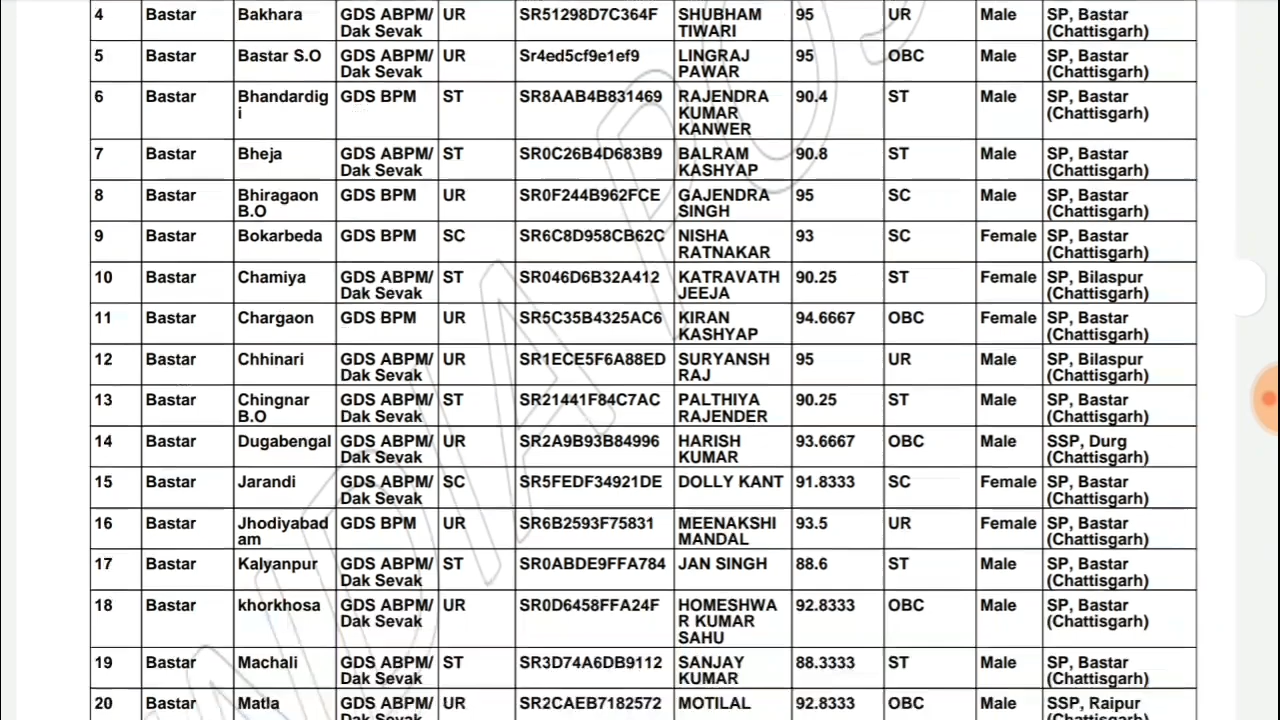 4 Bastar Bakhara GDS ABPM/ UR SR51298D7C364F SHUBHAM 95 UR Male SP, Bastar
Dak Sevak TIWARI (Chattisgarh)
5 Bastar Bastar S.O GDS ABPM/ UR Sr4ed5cf9e1ef9 LINGRAJ 95 OBC Male SP, Bastar
Dak Sevak PAWAR (Chattisgarh)
6 Bastar Bhandardig GDS BPM ST SR8AAB4B831469 RAJENDRA 90.4 ST Male SP, Bastar
i KUMAR (Chattisgarh)
KANWER
7 Bastar Bheja GDS ABPM/ ST SR0C26B4D683B9 BALRAM 90.8 ST Male SP, Bastar
Dak Sevak KASHYAP (Chattisgarh)
8 Bastar Bhiragaon GDS BPM UR SR0F244B962FCE GAJENDRA 95 SC Male SP, Bastar
B.O SINGH (Chattisgarh)
9 Bastar Bokarbeda GDS BPM SC SR6C8D958CB62C NISHA 93 SC Female SP, Bastar
RATNAKAR (Chattisgarh)
10 Bastar Chamiya GDS ABPM/ ST SR046D6B32A412 KATRAVATH 90.25 ST Female SP, Bilaspur
Dak Sevak JEEJA (Chattisgarh)
11 Bastar Chargaon GDS BPM UR SR5C35B4325AC6 KIRAN 94.6667 OBC Female SP, Bastar
KASHYAP (Chattisgarh)
12 Bastar Chhinari GDS ABPM/ UR SR1ECE5F6A88ED SURYANSH 95 UR Male SP, Bilaspur
Dak Sevak RAJ (Chattisgarh)
13 Bastar Chingnar GDS ABPM/ ST SR21441F84C7AC PALTHIYA 90.25 ST Male SP, Bastar
B.O Dak Sevak RAJENDER (Chattisgarh)
14 Bastar Dugabengal GDS ABPM/ UR SR2A9B93B84996 HARISH 93.6667 OBC Male SSP, Durg
Dak Sevak KUMAR (Chattisgarh)
15 Bastar Jarandi GDS ABPM/ SC SR5FEDF34921DE DOLLY KANT 91.8333 SC Female SP, Bastar
Dak Sevak (Chattisgarh)
16 Bastar Jhodiyabad GDS BPM UR SR6B2593F75831 MEENAKSHI 93.5 UR Female SP, Bastar
am MANDAL (Chattisgarh)
17 Bastar Kalyanpur GDS ABPM/ ST SR0ABDE9FFA784 JAN SINGH 88.6 ST Male SP, Bastar
Dak Sevak (Chattisgarh)
18 Bastar khorkhosa GDS ABPM/ UR SR0D6458FFA24F HOMESHWA 92.8333 OBC Male SP, Bastar
Dak Sevak R KUMAR (Chattisgarh)
SAHU
19 Bastar Machali GDS ABPM/ ST SR3D74A6DB9112 SANJAY 88.3333 ST Male SP, Bastar
Dak Sevak KUMAR (Chattisgarh)
20 Bastar Matla GDS ABPM/ UR SR2CAEB7182572 MOTILAL 92.8333 OBC Male SSP, Raipur
Dak Sevak (Chattisgarh)
INDIA POS